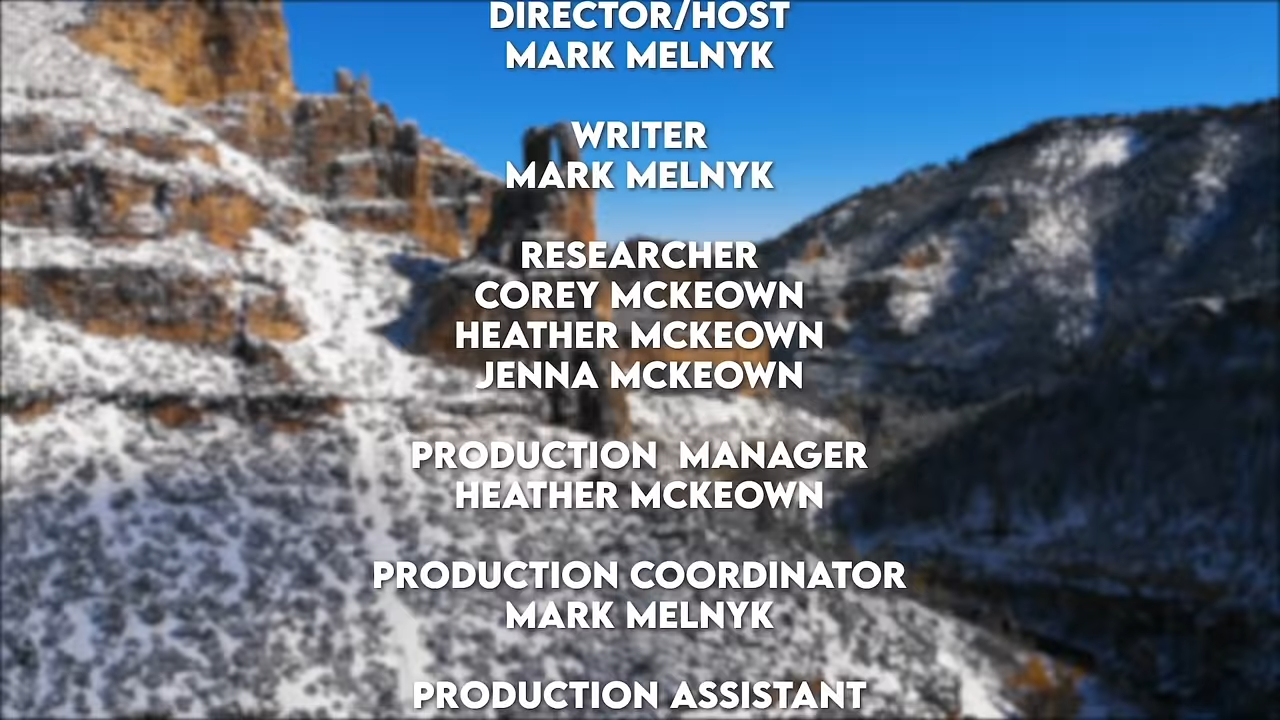 DIRECTOR/HOST
MARK MELNYK
WRITER
MARK MELNYK
RESEARCHER
COREY MCKEOWN
HEATHER MCKEOWN
JENNA MCKEOWN
PRODUCTION MANAGER
HEATHER MCKEOWN
PRODUCTION COORDINATOR
MARK MELNYK
PRODUCTION ASSISTANT